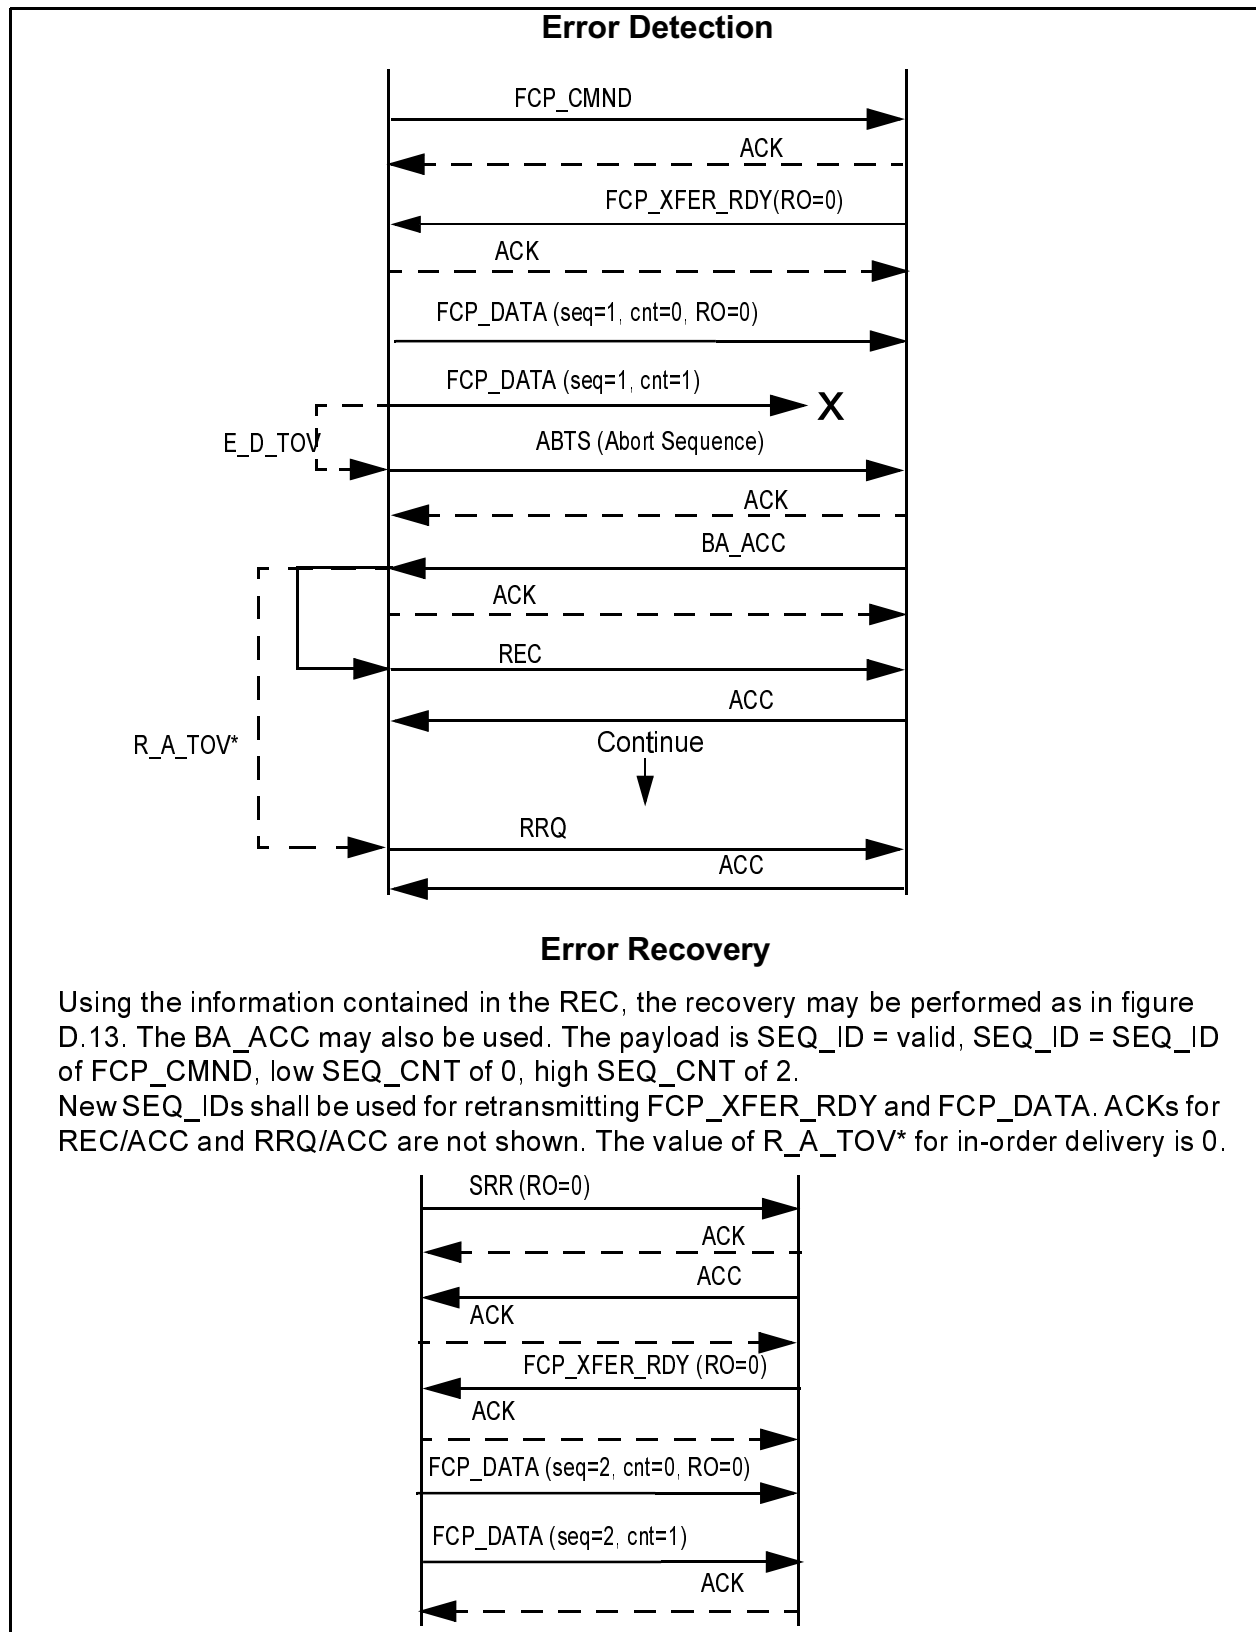 Error Detection
FCP_CMND
ACK
FCP_XFER_RDY(RO=0)
ACK
FCP_DATA (seq=1, cnt=0, RO=0)
FCP_DATA (seq=1, cnt=1)
X
E_D_TOV
ABTS (Abort Sequence)
ACK
BA_ACC
ACK
REC
ACC
R_A_TOV*
Continue
RRQ
ACC
Error Recovery
Using the information contained in the REC, the recovery may be performed as in figure
D.13. The BA_ACC may also be used. The payload is SEQ_ID = valid, SEQ_ID = SEQ_ID
of FCP_CMND, low SEQ_CNT of 0, high SEQ_CNT of 2.
New SEQ_IDs shall be used for retransmitting FCP_XFER_RDY and FCP_DATA. ACKs for
REC/ACC and RRQ/ACC are not shown. The value of R_A_TOV* for in-order delivery is 0.
SRR (RO=0)
ACK
ACC
ACK
FCP_XFER_RDY (RO=0)
ACK
FCP_DATA (seq=2, cnt=0, RO=0)
FCP_DATA (seq=2, cnt=1)
ACK